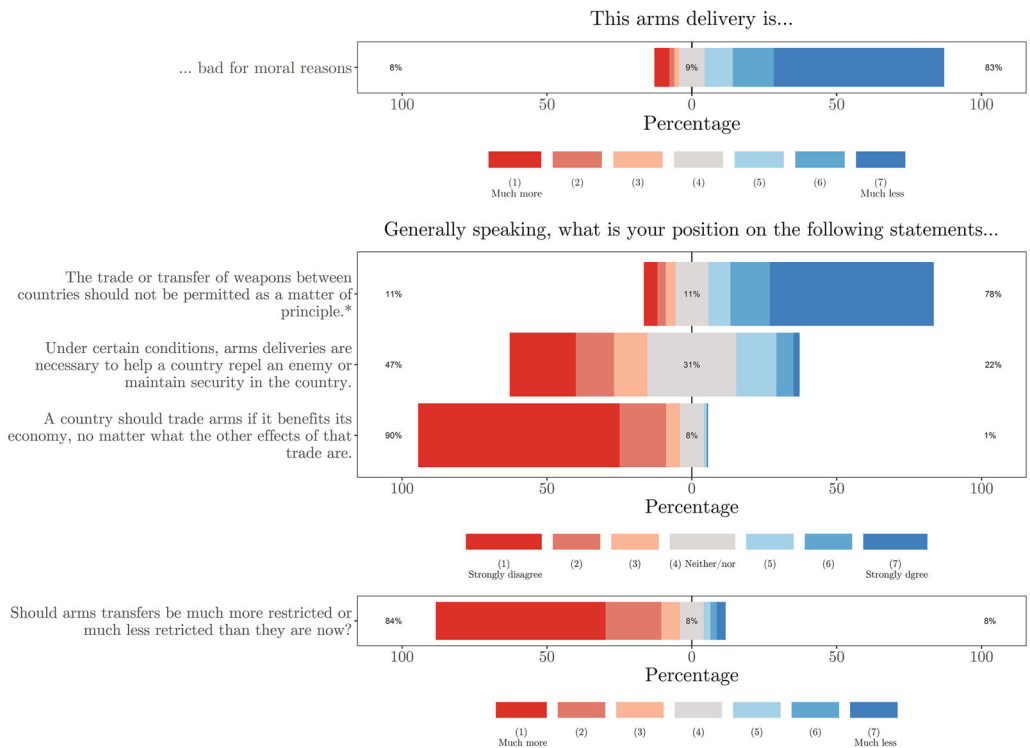 This arms delivery is...
... bad for moral reasons
8%
9%
83%
100 50 0 50 100
Percentage
(1) (2) (3) (4) (5) (6) (7)
Much more Much less
Generally speaking, what is your position on the following statements...
The trade or transfer of weapons between
countries should not be permitted as a matter of
principle.*
11%
11%
78%
Under certain conditions, arms deliveries are
necessary to help a country repel an enemy or
maintain security in the country.
47%
31%
22%
A country should trade arms if it benefits its
economy, no matter what the other effects of that
trade are.
90%
8%
1%
100 50 0 50 100
Percentage
(1) (2) (3) (4) Neither/nor (5) (6) (7)
Strongly disagree Strongly dgree
Should arms transfers be much more restricted or
much less retricted than they are now?
84%
8%
8%
100 50 0 50 100
Percentage
(1) (2) (3) (4) (5) (6) (7)
Much more Much less